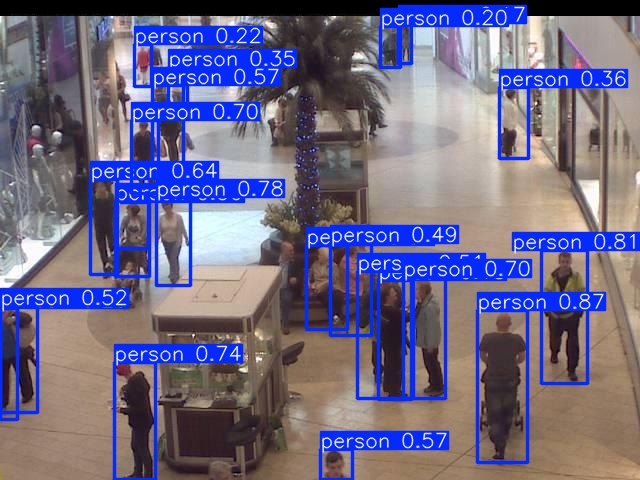 person 0.20
person 0.22
person 0.35
person 0.57
person 0.36
person 0.70
person 0.64
person 0.78
person 0.49
person 0.81
person 0.70
person 0.52
person 0.87
person 0.74
person 0.57